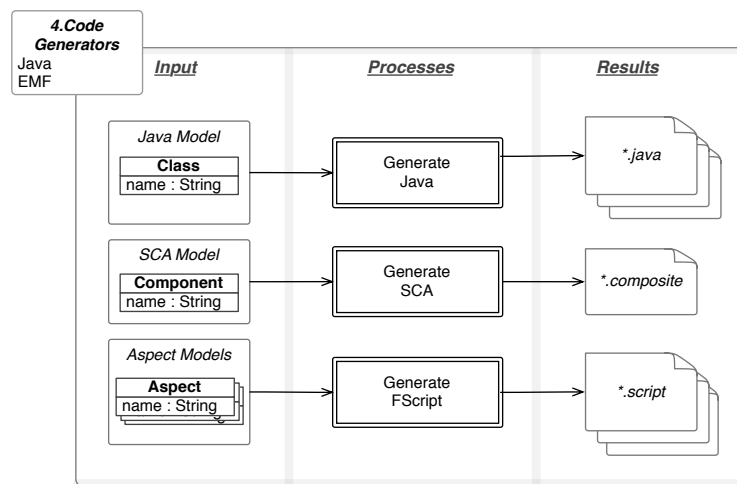 4.Code
Generators
Java
EMF
Input
Processes
Results
Java Model
Class
name : String
Generate
Java
*.java
SCA Model
Component
name : String
Generate
SCA
*.composite
Aspect Models
Aspect
name : String
Generate
FScript
*.script